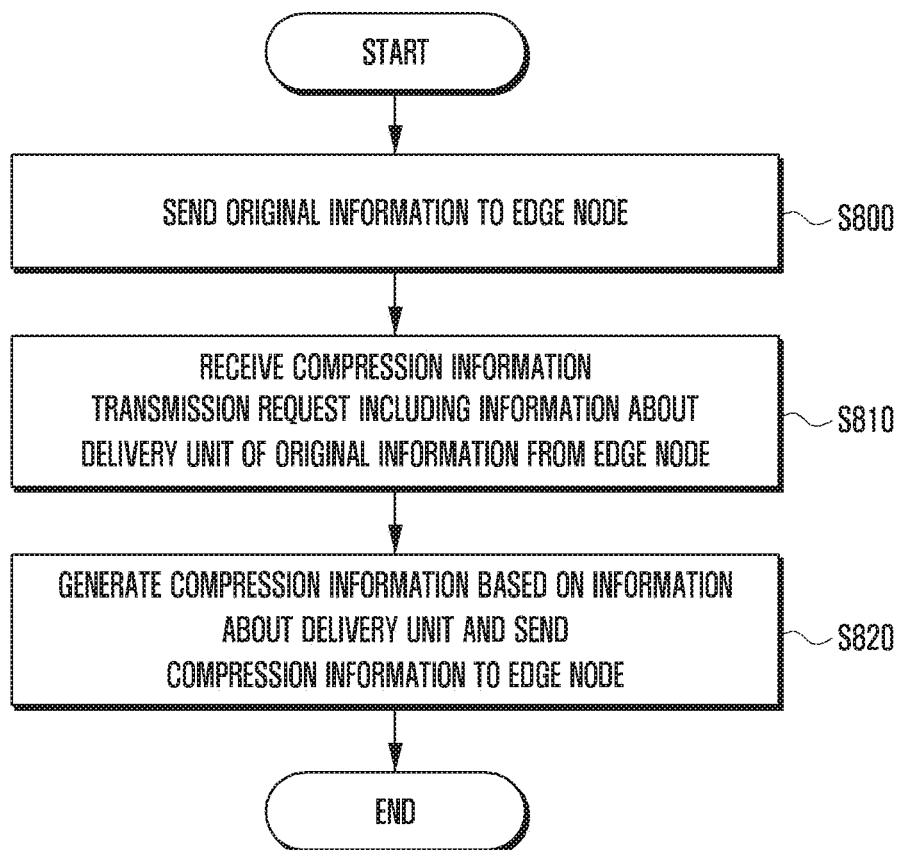 START
SEND ORIGINAL INFORMATION TO EDGE NODE
S800
RECEIVE COMPRESSION INFORMATION
TRANSMISSION REQUEST INCLUDING INFORMATION ABOUT
DELIVERY UNIT OF ORIGINAL INFORMATION FROM EDGE NODE
S810
GENERATE COMPRESSION INFORMATION BASED ON INFORMATION
ABOUT DELIVERY UNIT AND SEND
COMPRESSION INFORMATION TO EDGE NODE
S820
END